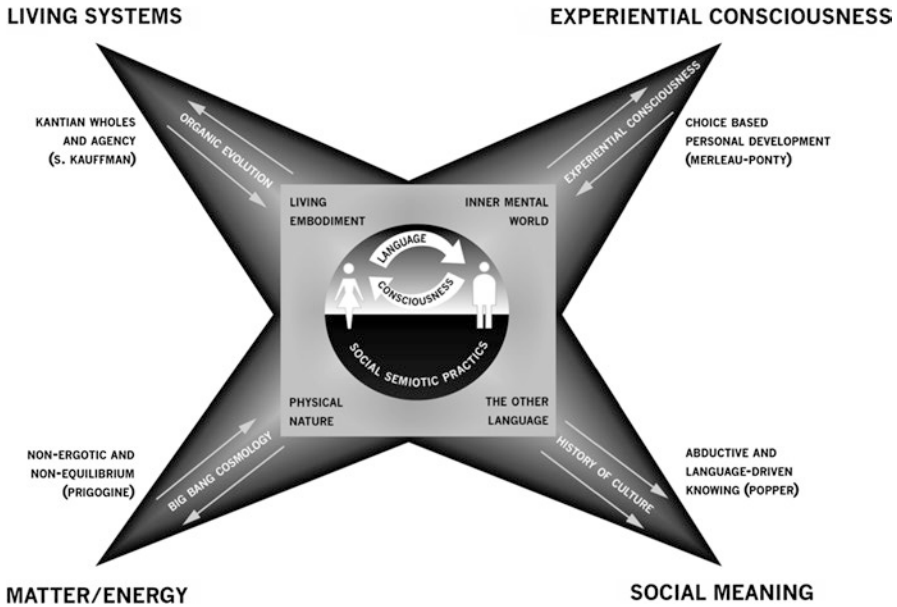 LIVING SYSTEMS
EXPERIENTIAL CONSCIOUSNESS
KANTIAN WHOLES
AND AGENCY
(S. KAUFFMAN)
ORGANIC EVOLUTION
EXPERIENTIAL CONSCIOUSNESS
CHOICE BASED
PERSONAL DEVELOPMENT
(MERLEAU-PONTY)
LIVING
EMBODIMENT
INNER MENTAL
WORLD
LANGUAGE
CONSCIOUSNESS
SOCIAL SEMIOTIC PRACTICS
PHYSICAL
NATURE
THE OTHER
LANGUAGE
NON-ERGOTIC AND
NON-EQUILIBRIUM
(PRIGOGINE)
BIG BANG COSMOLOGY
HISTORY OF CULTURE
ABDUCTIVE AND
LANGUAGE-DRIVEN
KNOWING (POPPER)
MATTER/ENERGY
SOCIAL MEANING